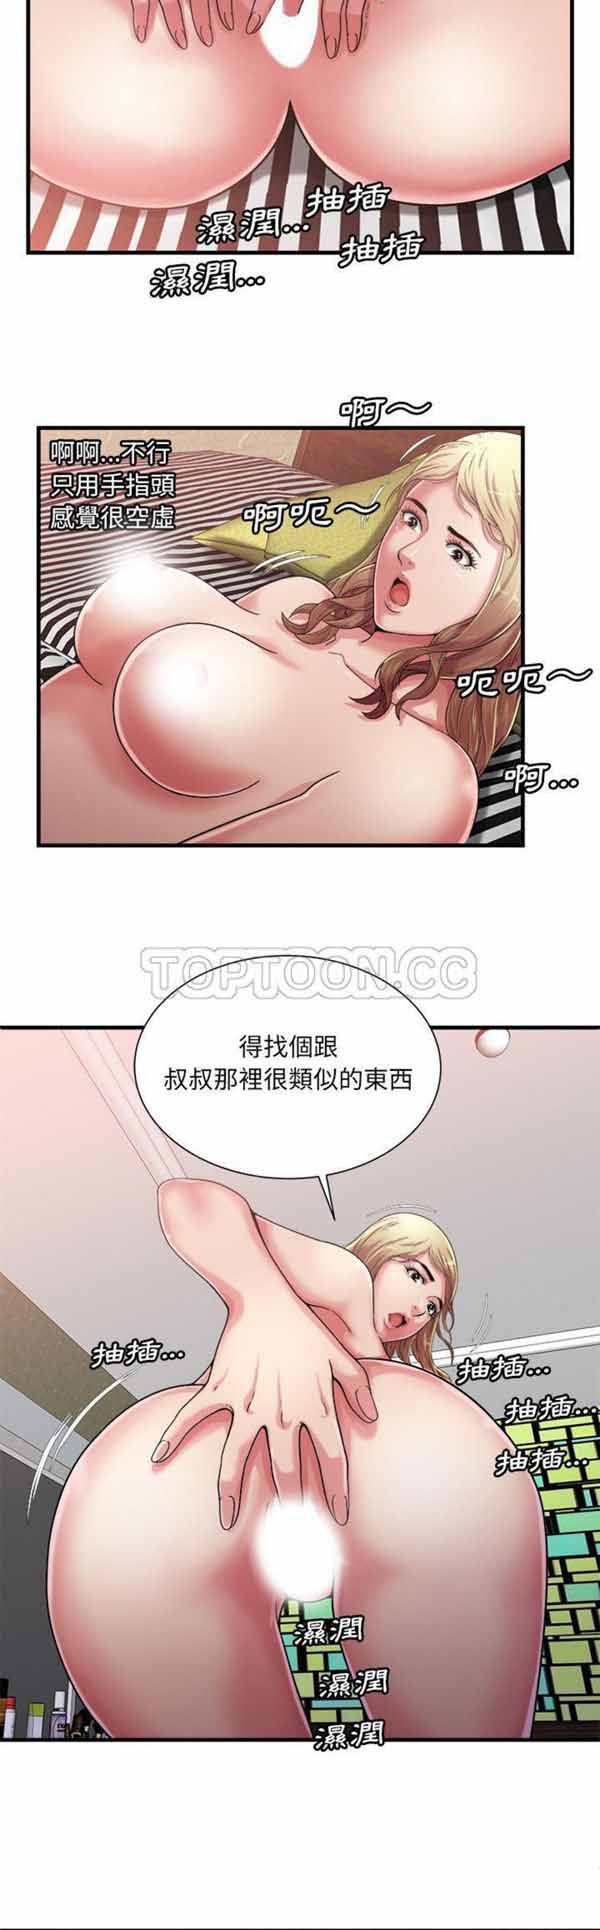 抽插
濕潤...
抽插
濕潤...
啊～
啊啊...不行
只用手指頭
感覺很空虛
啊呃～
呃呃～
啊...
TOPTOON.CC
得找個跟
叔叔那裡很類似的東西
抽插...
抽插...
抽插...
抽插...
濕潤
濕潤
濕潤